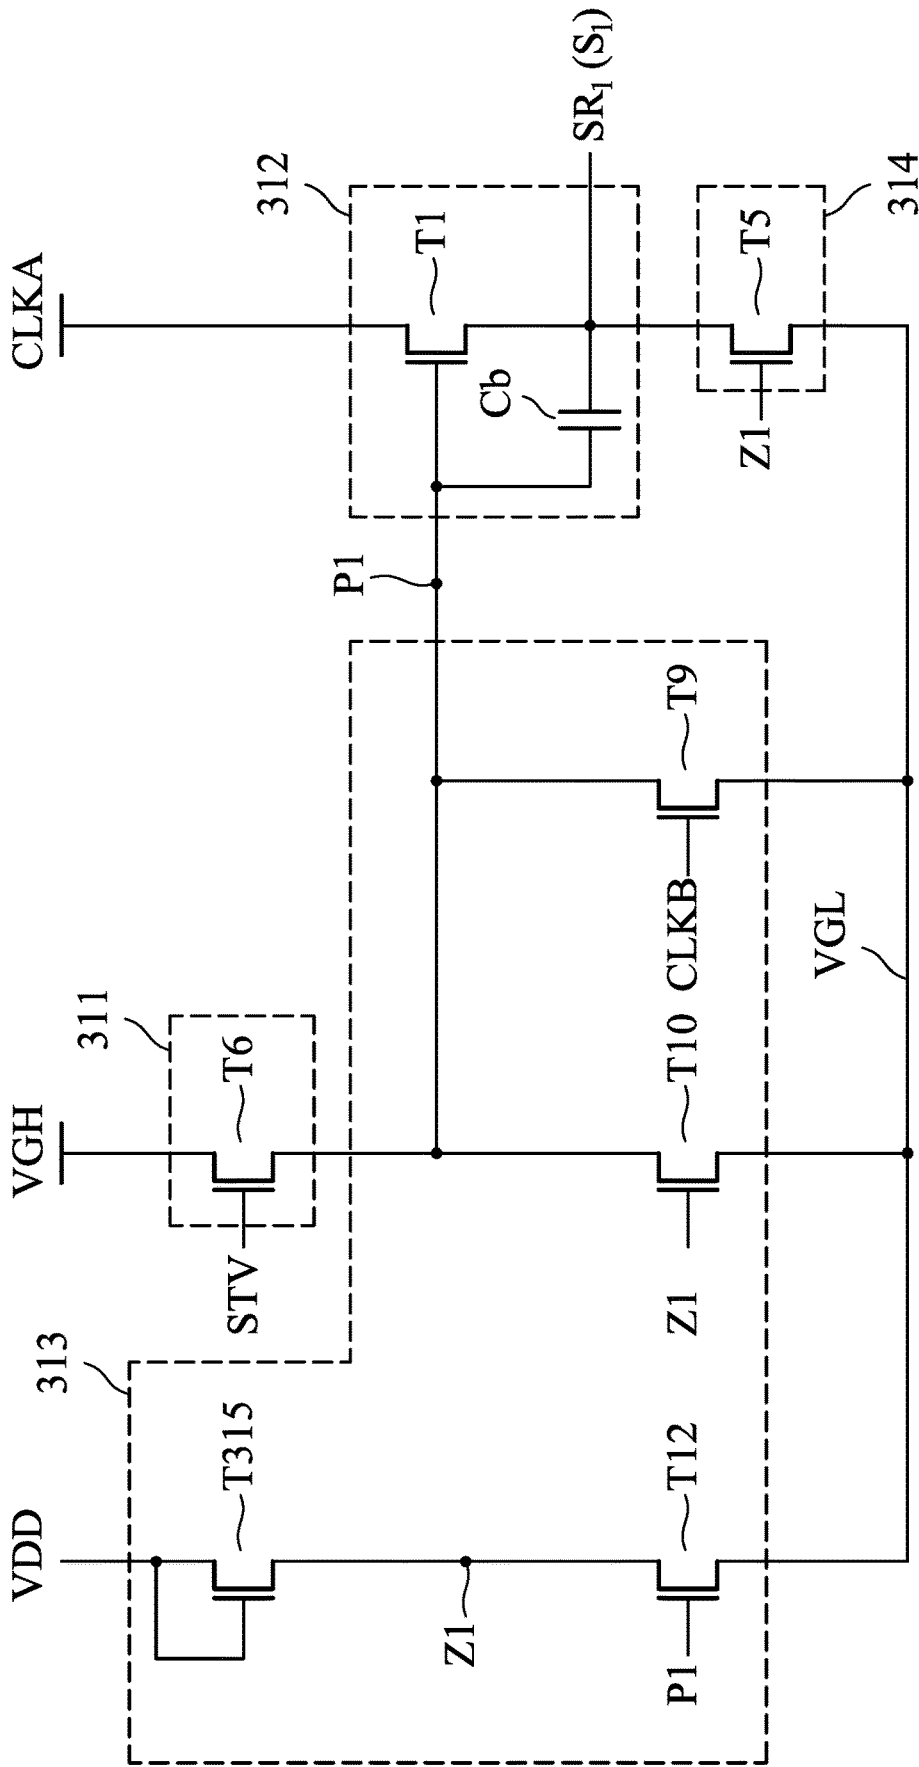 VDD
VGH
CLKA
313
311
312
T315
T6
T1
STV
SR₁ (S₁)
Cb
P1
Z1
T12
T10
T9
T5
P1
Z1
CLKB
Z1
314
VGL